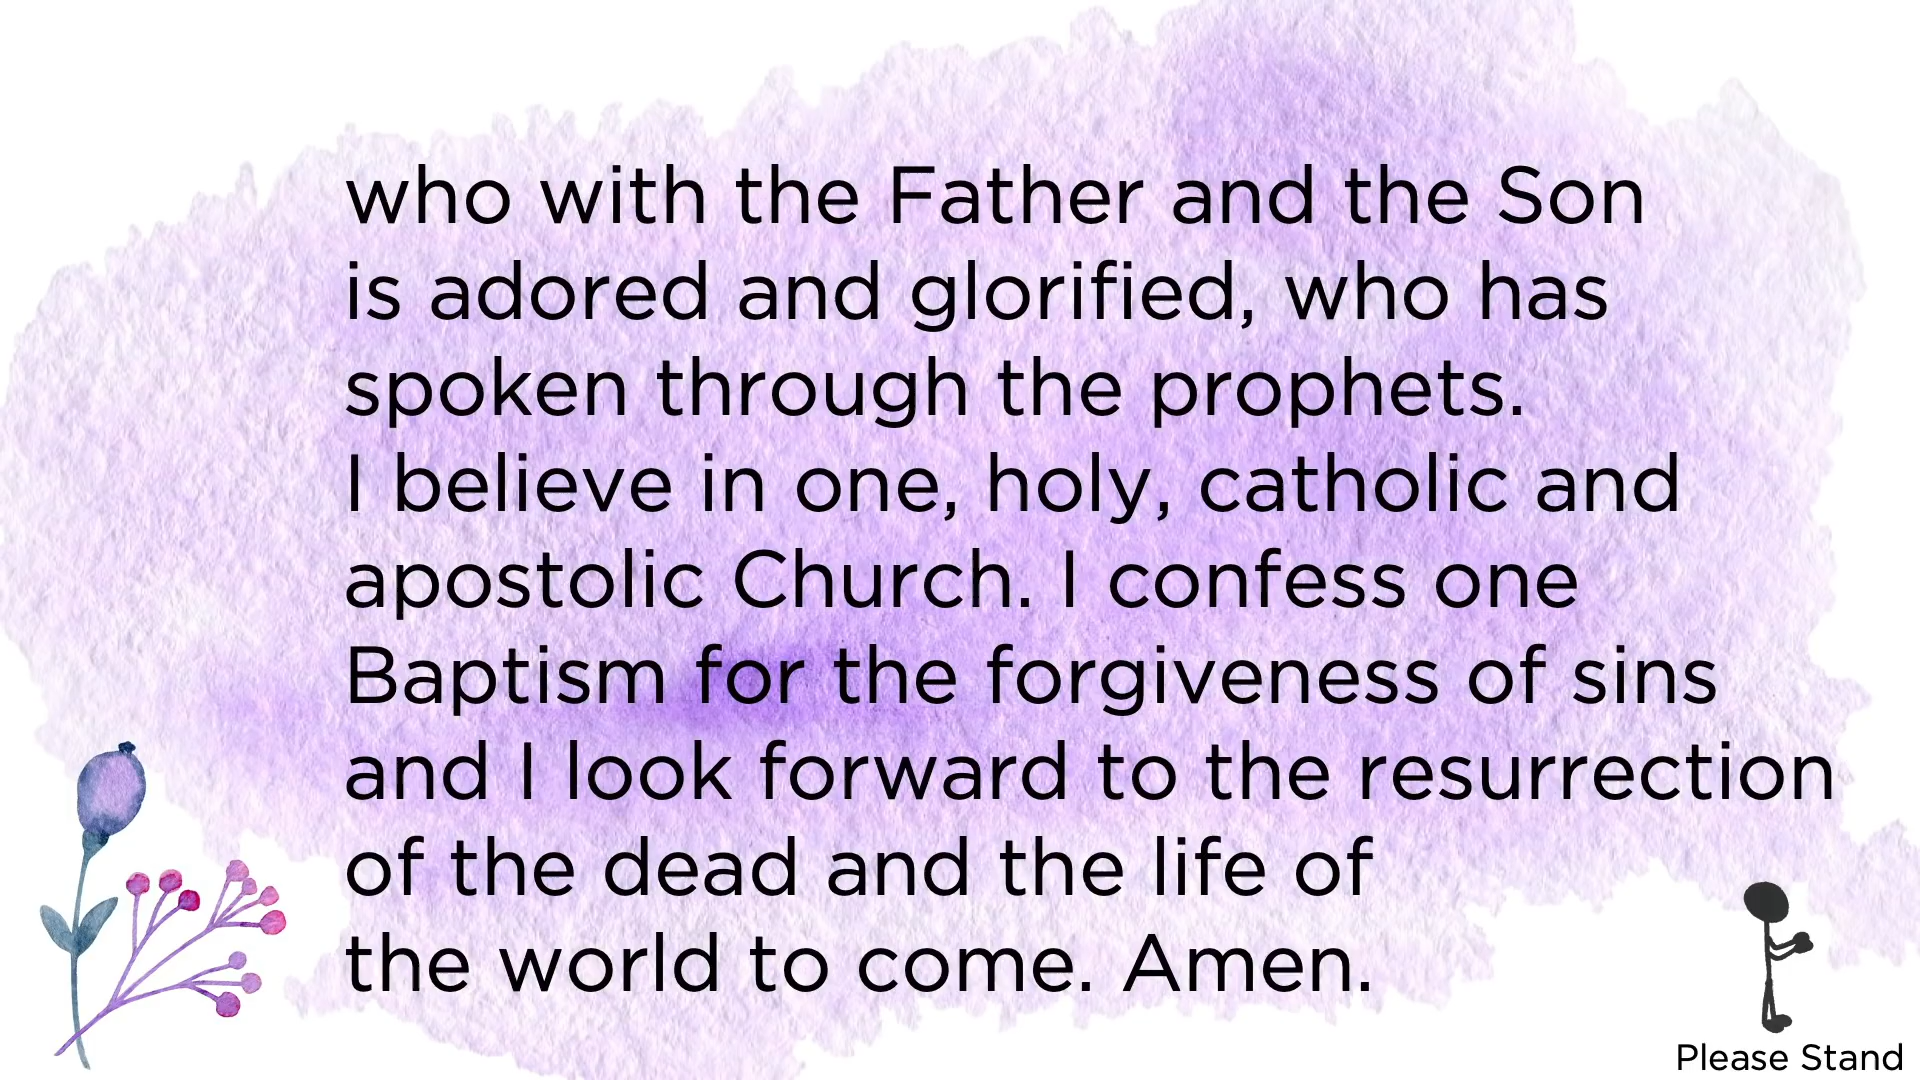 who with the Father and the Son
is adored and glorified, who has
spoken through the prophets.
I believe in one, holy, catholic and
apostolic Church. I confess one
Baptism for the forgiveness of sins
and I look forward to the resurrection
of the dead and the life of
the world to come. Amen.
Please Stand